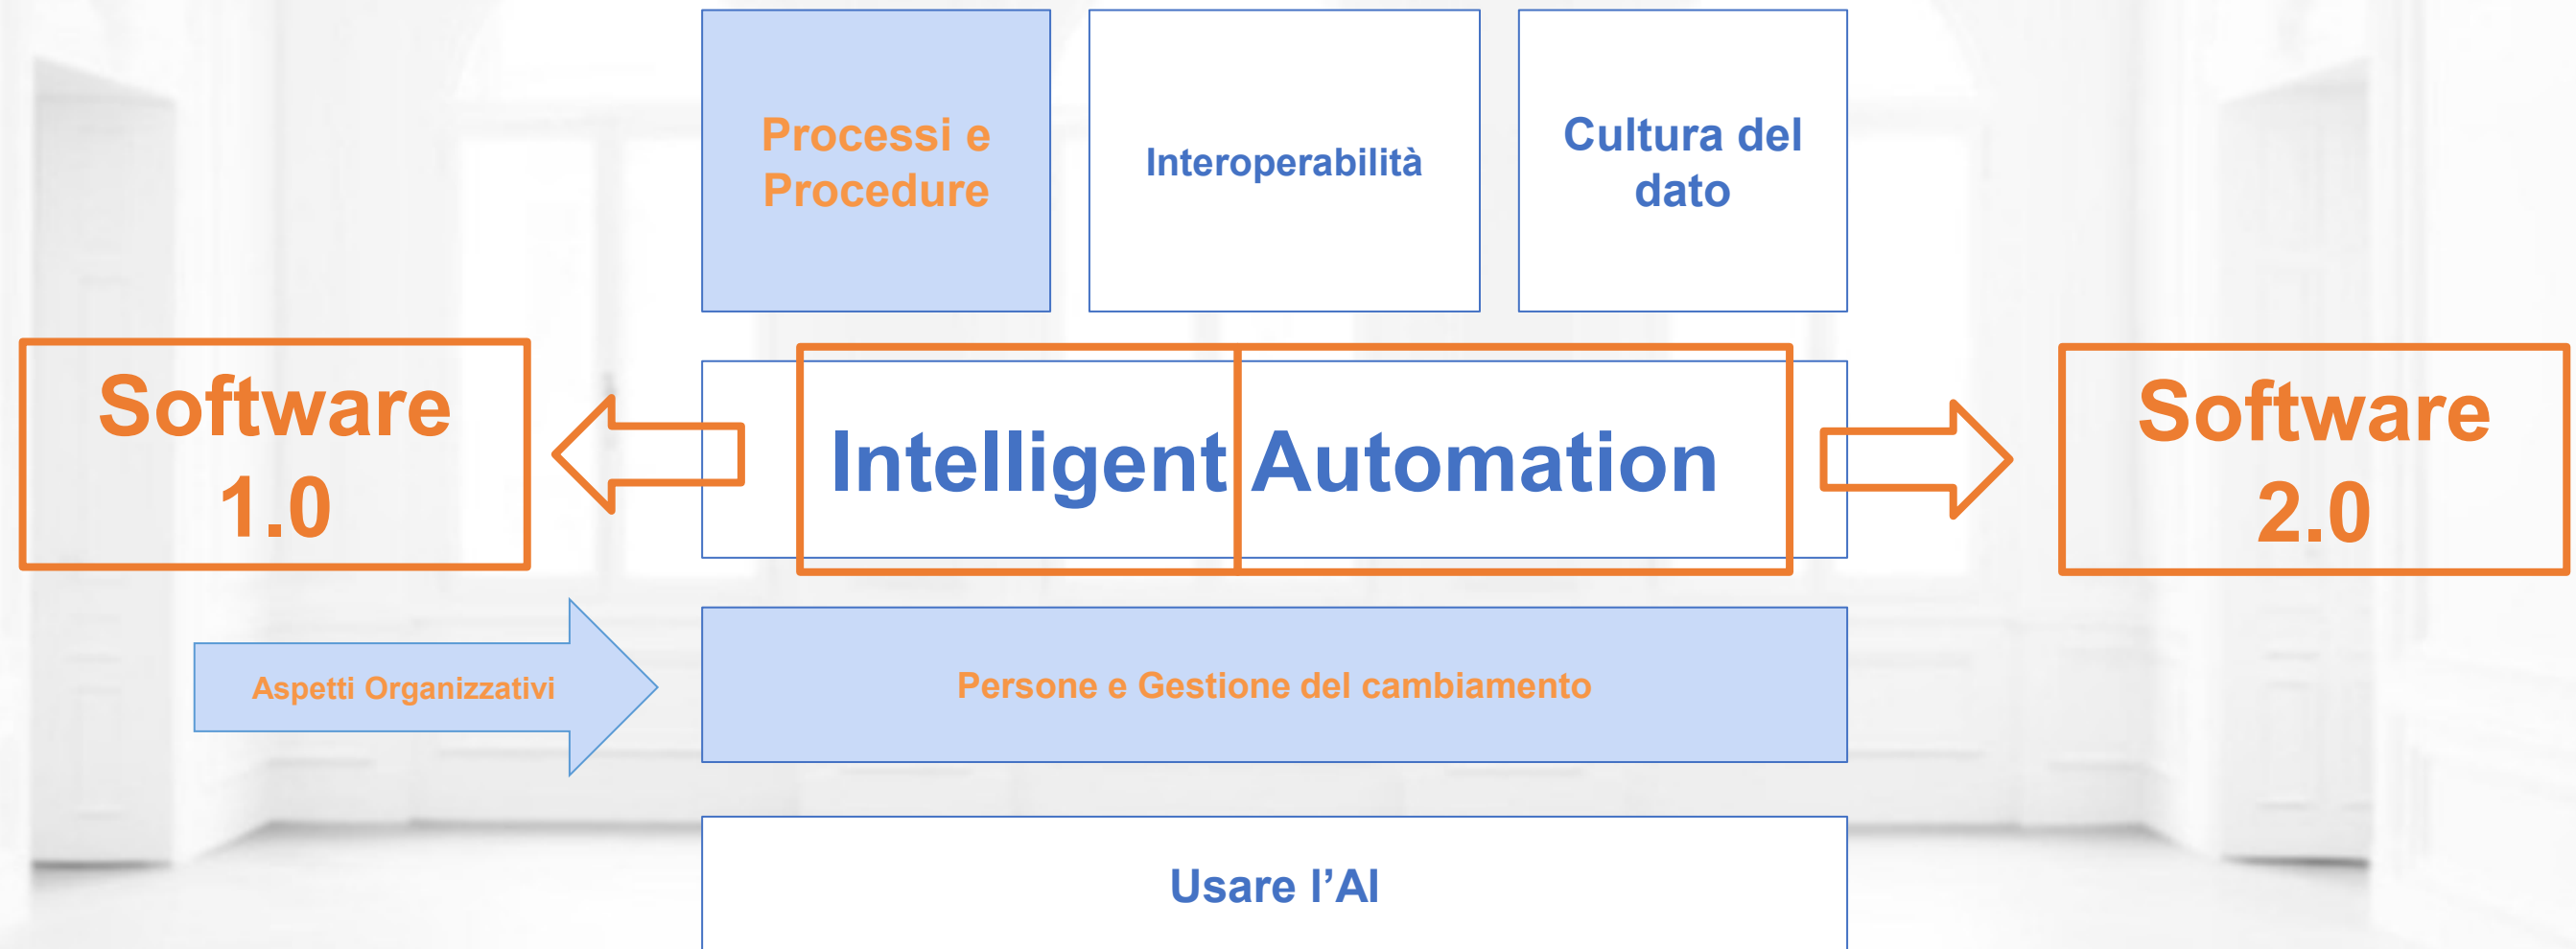 Processi e
Procedure
Interoperabilità
Cultura del
dato
Software
1.0
Intelligent Automation
Software
2.0
Aspetti Organizzativi
Persone e Gestione del cambiamento
Usare l’AI